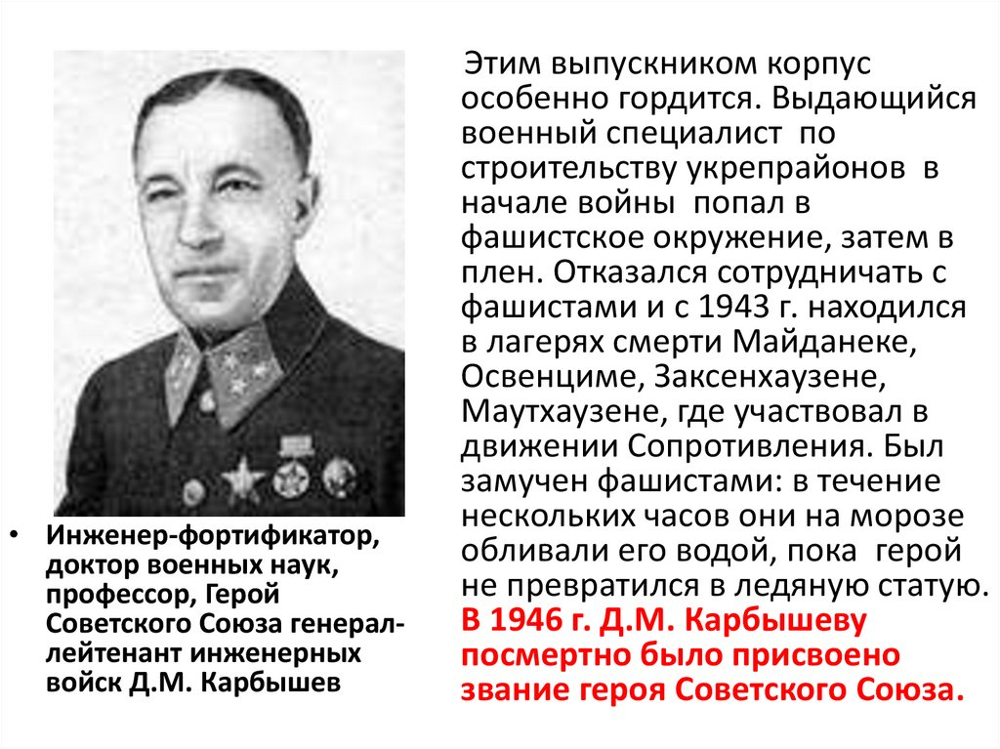 Этим выпускником корпус
особенно гордится. Выдающийся
военный специалист по
строительству укрепрайонов в
начале войны попал в
фашистское окружение, затем в
плен. Отказался сотрудничать с
фашистами и с 1943 г. находился
в лагерях смерти Майданеке,
Освенциме, Заксенхаузене,
Маутхаузене, где участвовал в
движении Сопротивления. Был
замучен фашистами: в течение
нескольких часов они на морозе
обливали его водой, пока герой
не превратился в ледяную статую.
В 1946 г. Д.М. Карбышеву
посмертно было присвоено
звание героя Советского Союза.
• Инженер-фортификатор,
доктор военных наук,
профессор, Герой
Советского Союза генерал-
лейтенант инженерных
войск Д.М. Карбышев